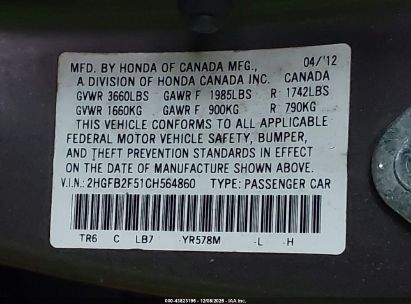 MFD. BY HONDA OF CANADA MFG., 04/'12
A DIVISION OF HONDA CANADA INC. CANADA
GVWR 3660LBS GAWR F 1985LBS R 1742LBS
GVWR 1660KG GAWR F 900KG R 790KG
THIS VEHICLE CONFORMS TO ALL APPLICABLE
FEDERAL MOTOR VEHICLE SAFETY, BUMPER,
AND THEFT PREVENTION STANDARDS IN EFFECT
ON THE DATE OF MANUFACTURE SHOWN ABOVE.
V.I.N.: 2HGFB2F51CH564860 TYPE: PASSENGER CAR
TR6 C LB7 YR578M L H